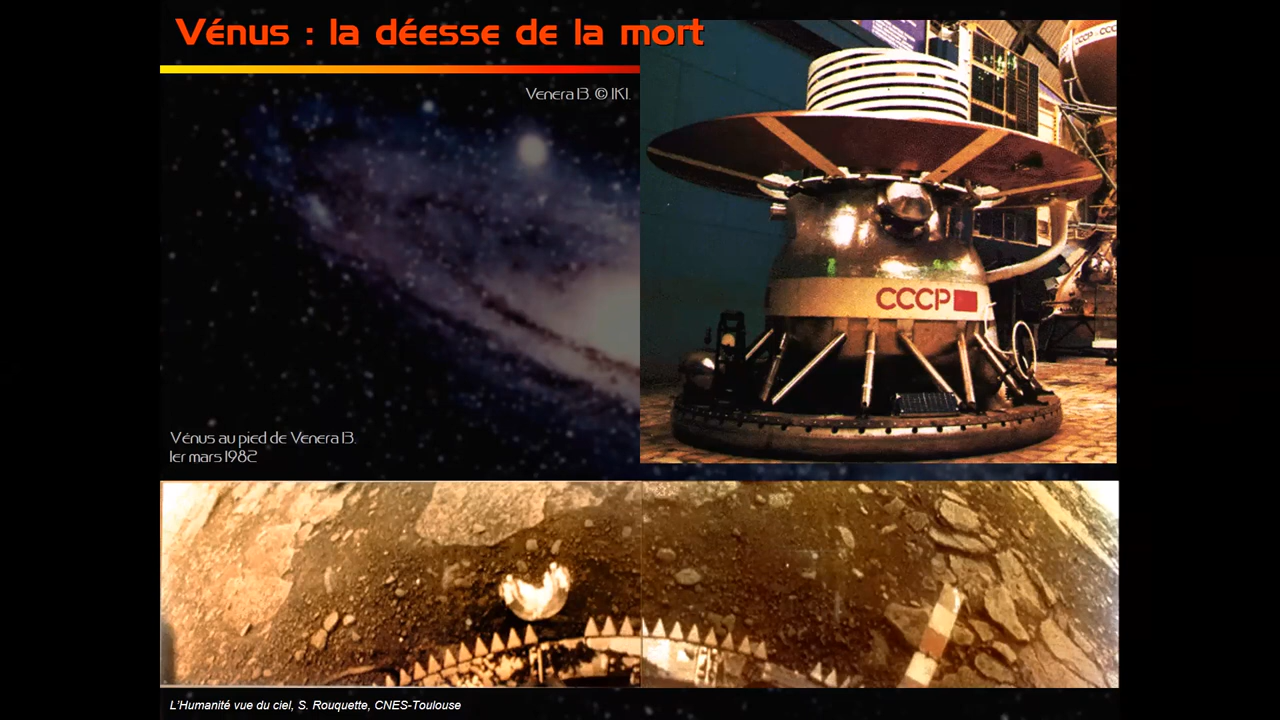 Vénus : la déesse de la mort
Venera 13. © IKI.
CCCP
Vénus au pied de Venera 13.
1er mars 1982
L'Humanité vue du ciel, S. Rouquette, CNES-Toulouse